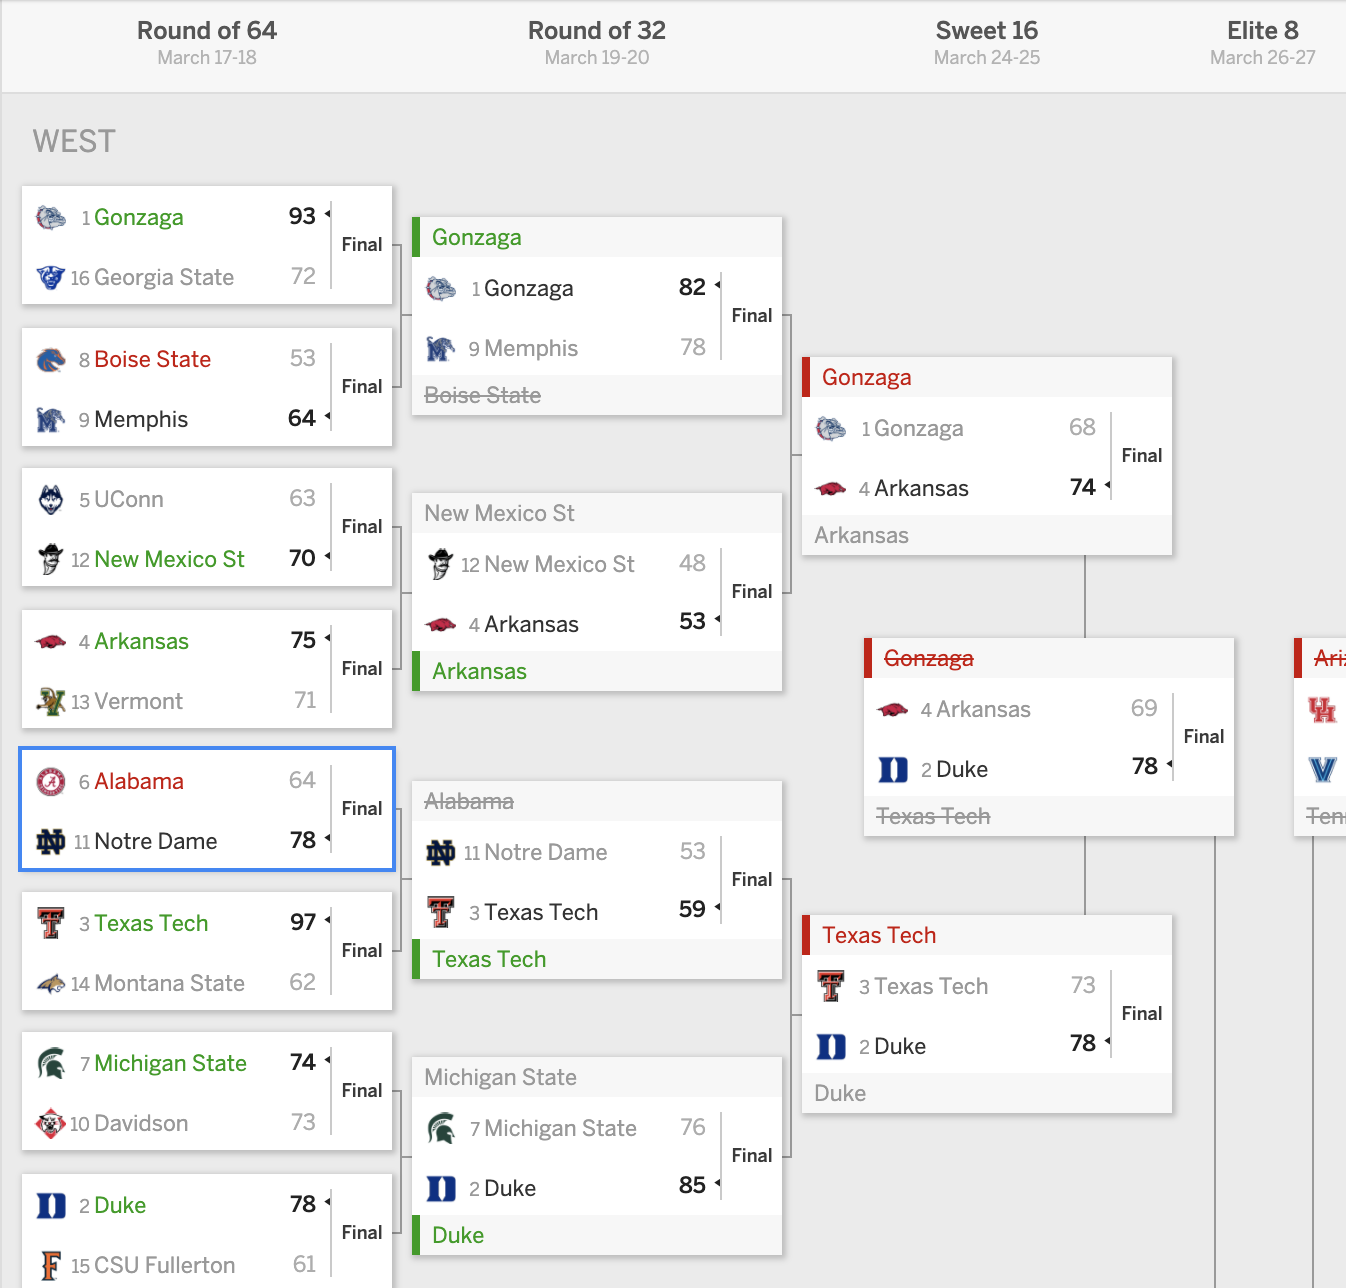 Round of 64
March 17-18
Round of 32
March 19-20
Sweet 16
March 24-25
Elite 8
March 26-27
WEST
1 Gonzaga 93
16 Georgia State 72
Final
8 Boise State 53
9 Memphis 64
Final
5 UConn 63
12 New Mexico St 70
Final
4 Arkansas 75
13 Vermont 71
Final
6 Alabama 64
11 Notre Dame 78
Final
3 Texas Tech 97
14 Montana State 62
Final
7 Michigan State 74
10 Davidson 73
Final
2 Duke 78
15 CSU Fullerton 61
Final
Gonzaga
1 Gonzaga 82
9 Memphis 78
Final
Boise State
New Mexico St
12 New Mexico St 48
4 Arkansas 53
Final
Arkansas
Alabama
11 Notre Dame 53
3 Texas Tech 59
Final
Texas Tech
Michigan State
7 Michigan State 76
2 Duke 85
Final
Duke
Gonzaga
1 Gonzaga 68
4 Arkansas 74
Final
Arkansas
Gonzaga
4 Arkansas 69
2 Duke 78
Final
Texas Tech
Texas Tech
3 Texas Tech 73
2 Duke 78
Final
Duke